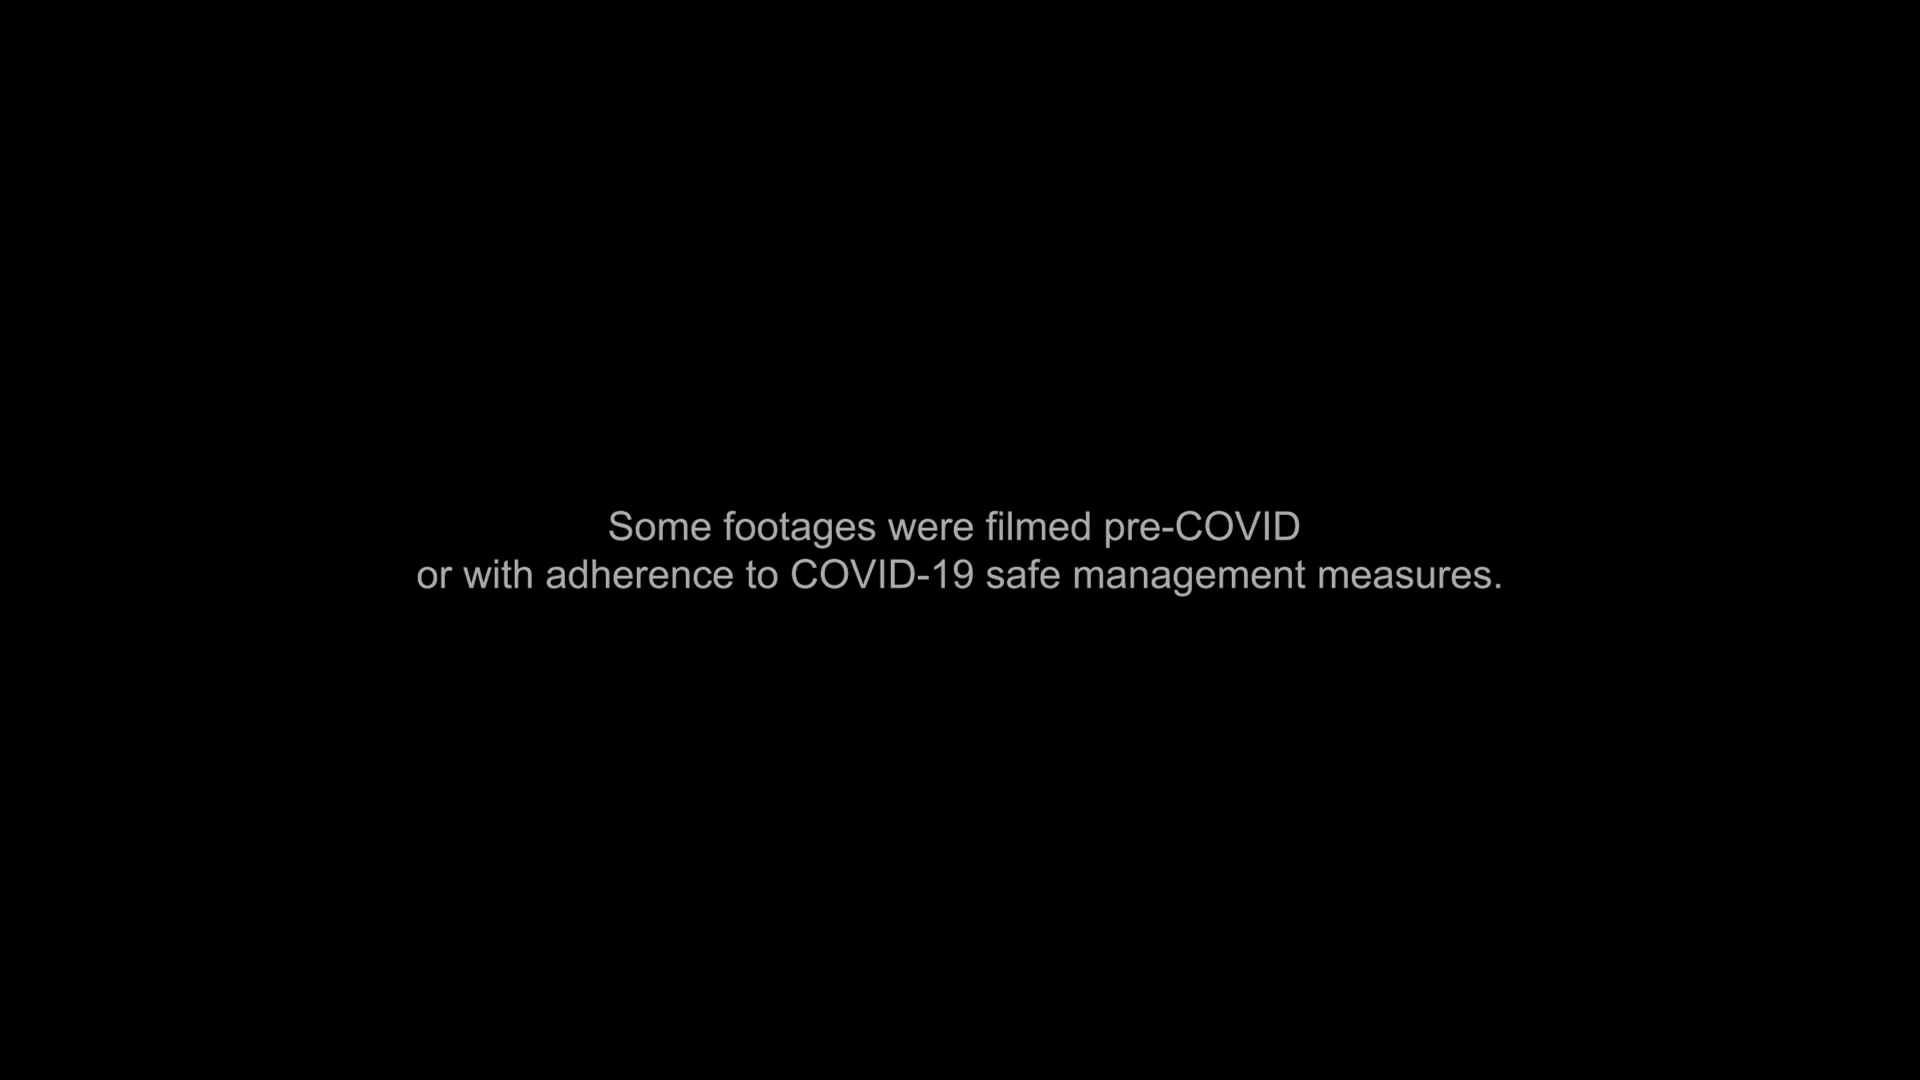 Some footages were filmed pre-COVID
or with adherence to COVID-19 safe management measures.